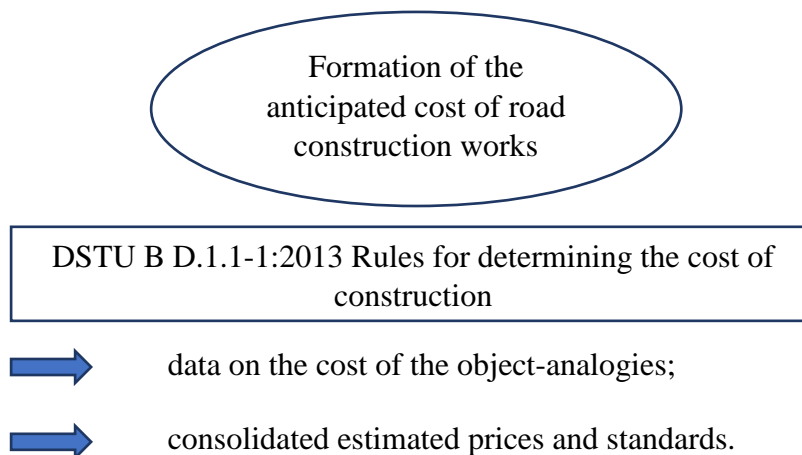 Formation of the
anticipated cost of road
construction works
DSTU B D.1.1-1:2013 Rules for determining the cost of
construction
data on the cost of the object-analogies;
consolidated estimated prices and standards.